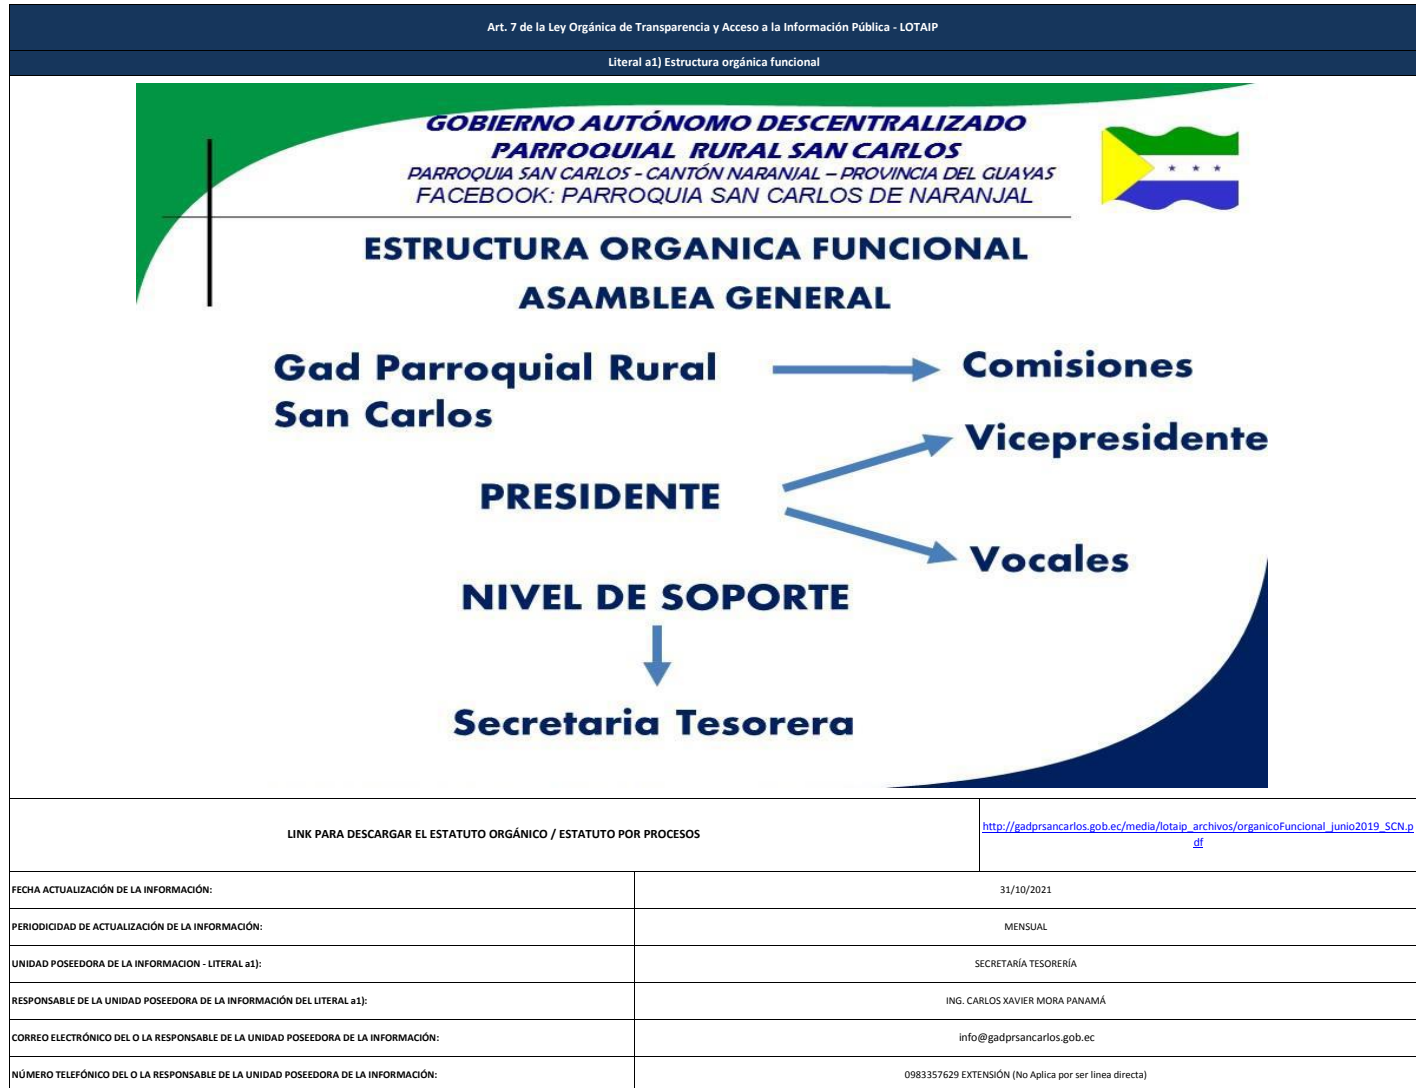 Art. 7 de la Ley Orgánica de Transparencia y Acceso a la Información Pública - LOTAIP
Literal a1) Estructura orgánica funcional
GOBIERNO AUTÓNOMO DESCENTRALIZADO
PARROQUIAL RURAL SAN CARLOS
PARROQUIA SAN CARLOS - CANTÓN NARANJAL – PROVINCIA DEL GUAYAS
FACEBOOK: PARROQUIA SAN CARLOS DE NARANJAL
ESTRUCTURA ORGANICA FUNCIONAL
ASAMBLEA GENERAL
Gad Parroquial Rural
San Carlos
Comisiones
Vicepresidente
PRESIDENTE
Vocales
NIVEL DE SOPORTE
Secretaria Tesorera
LINK PARA DESCARGAR EL ESTATUTO ORGÁNICO / ESTATUTO POR PROCESOS
http://gadprsancarlos.gob.ec/media/lotaip_archivos/organicoFuncional_junio2019_SCN.p
df
FECHA ACTUALIZACIÓN DE LA INFORMACIÓN:
31/10/2021
PERIODICIDAD DE ACTUALIZACIÓN DE LA INFORMACIÓN:
MENSUAL
UNIDAD POSEEDORA DE LA INFORMACION - LITERAL a1):
SECRETARÍA TESORERÍA
RESPONSABLE DE LA UNIDAD POSEEDORA DE LA INFORMACIÓN DEL LITERAL a1):
ING. CARLOS XAVIER MORA PANAMÁ
CORREO ELECTRÓNICO DEL O LA RESPONSABLE DE LA UNIDAD POSEEDORA DE LA INFORMACIÓN:
info@gadprsancarlos.gob.ec
NÚMERO TELEFÓNICO DEL O LA RESPONSABLE DE LA UNIDAD POSEEDORA DE LA INFORMACIÓN:
0983357629 EXTENSIÓN (No Aplica por ser linea directa)